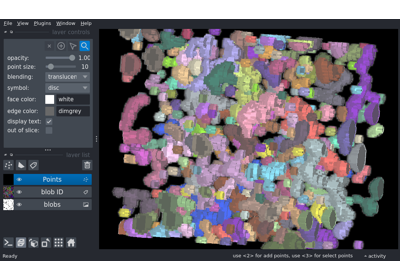 File View Plugins Window Help
layer controls
opacity: 1.00
point size: 10
blending: translucen
symbol: disc
face color: white
edge color: dimgrey
display text:
out of slice:
layer list
Points
blob ID
blobs
use <2> for add points, use <3> for select points
activity